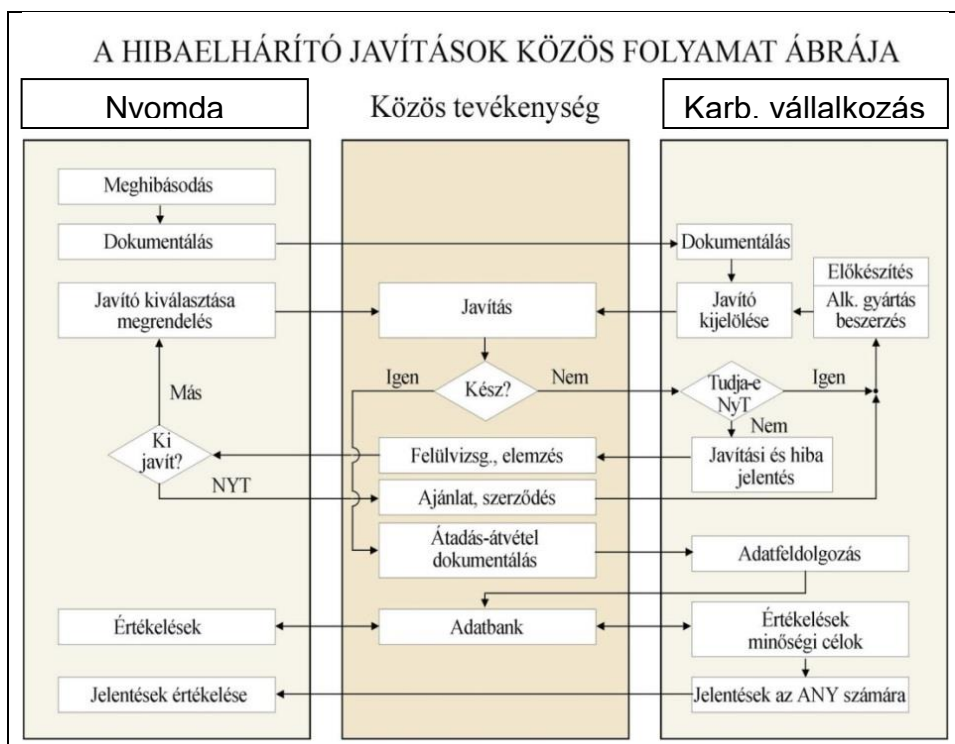 A HIBAELHÁRÍTÓ JAVÍTÁSOK KÖZÖS FOLYAMAT ÁBRÁJA
Nyomda
Közös tevékenység
Karb. vállalkozás
Meghibásodás
Dokumentálás
Dokumentálás
Előkészítés
Javító kiválasztása
megrendelés
Javítás
Javító
kijelölése
Alk. gyártás
beszerzés
Igen
Kész?
Nem
Tudja-e
NyT
Igen
Más
Nem
Ki
javít?
Felülvizsg., elemzés
Javítási és hiba
jelentés
NYT
Ajánlat, szerződés
Átadás-átvétel
dokumentálás
Adatfeldolgozás
Értékelések
Adatbank
Értékelések
minőségi célok
Jelentések értékelése
Jelentések az ANY számára